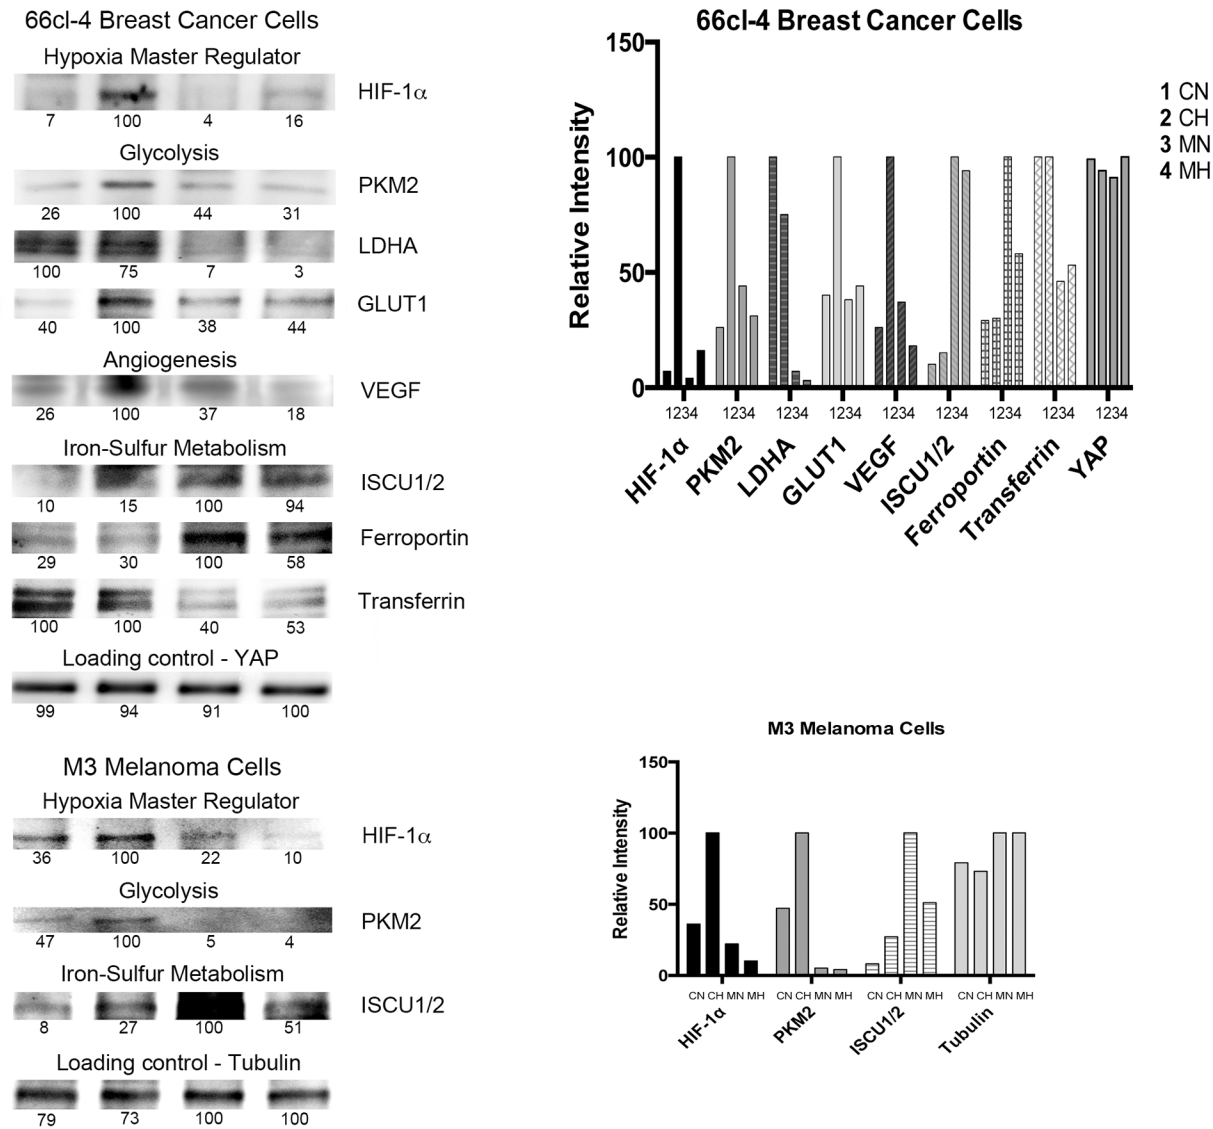 66cl-4 Breast Cancer Cells
Hypoxia Master Regulator
HIF-1α
7 100 4 16
Glycolysis
PKM2
26 100 44 31
LDHA
100 75 7 3
GLUT1
40 100 38 44
Angiogenesis
VEGF
26 100 37 18
Iron-Sulfur Metabolism
ISCU1/2
10 15 100 94
Ferroportin
29 30 100 58
Transferrin
100 100 40 53
Loading control - YAP
99 94 91 100
M3 Melanoma Cells
Hypoxia Master Regulator
HIF-1α
36 100 22 10
Glycolysis
PKM2
47 100 5 4
Iron-Sulfur Metabolism
ISCU1/2
8 27 100 51
Loading control - Tubulin
79 73 100 100
66cl-4 Breast Cancer Cells
Relative Intensity
150
100
50
0
1234 1234 1234 1234 1234 1234 1234 1234 1234
HIF-1α PKM2 LDHA GLUT1 VEGF ISCU1/2 Ferroportin Transferrin YAP
1 CN
2 CH
3 MN
4 MH
M3 Melanoma Cells
Relative Intensity
150
100
50
0
CN CH MN MH CN CH MN MH CN CH MN MH CN CH MN MH
HIF-1α PKM2 ISCU1/2 Tubulin